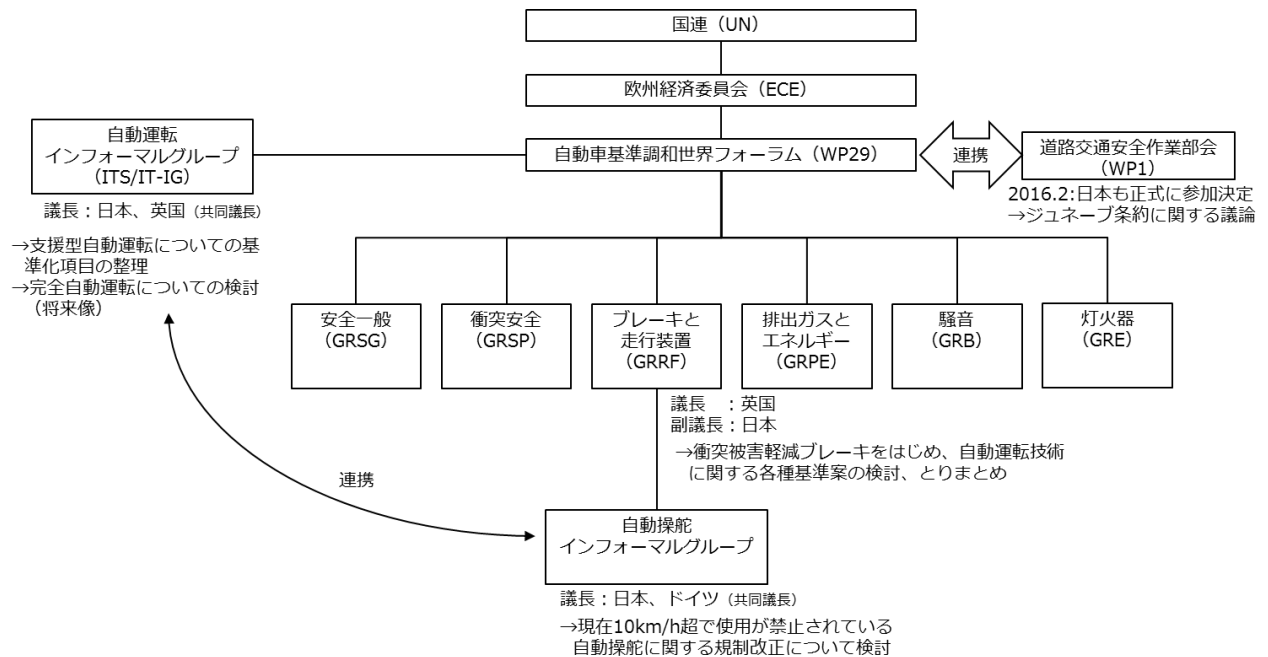 国連（UN）
欧州経済委員会（ECE）
自動運転
インフォーマルグループ
（ITS/IT-IG）
議長：日本、英国（共同議長）
→支援型自動運転についての基
準化項目の整理
→完全自動運転についての検討
（将来像）
自動車基準調和世界フォーラム（WP29）
連携
道路交通安全作業部会
（WP1）
2016.2:日本も正式に参加決定
→ジュネーブ条約に関する議論
安全一般
（GRSG）
衝突安全
（GRSP）
ブレーキと
走行装置
（GRRF）
排出ガスと
エネルギー
（GRPE）
騒音
（GRB）
灯火器
（GRE）
議長　：英国
副議長：日本
→衝突被害軽減ブレーキをはじめ、自動運転技術
に関する各種基準案の検討、とりまとめ
連携
自動操舵
インフォーマルグループ
議長：日本、ドイツ（共同議長）
→現在10km/h超で使用が禁止されている
自動操舵に関する規制改正について検討